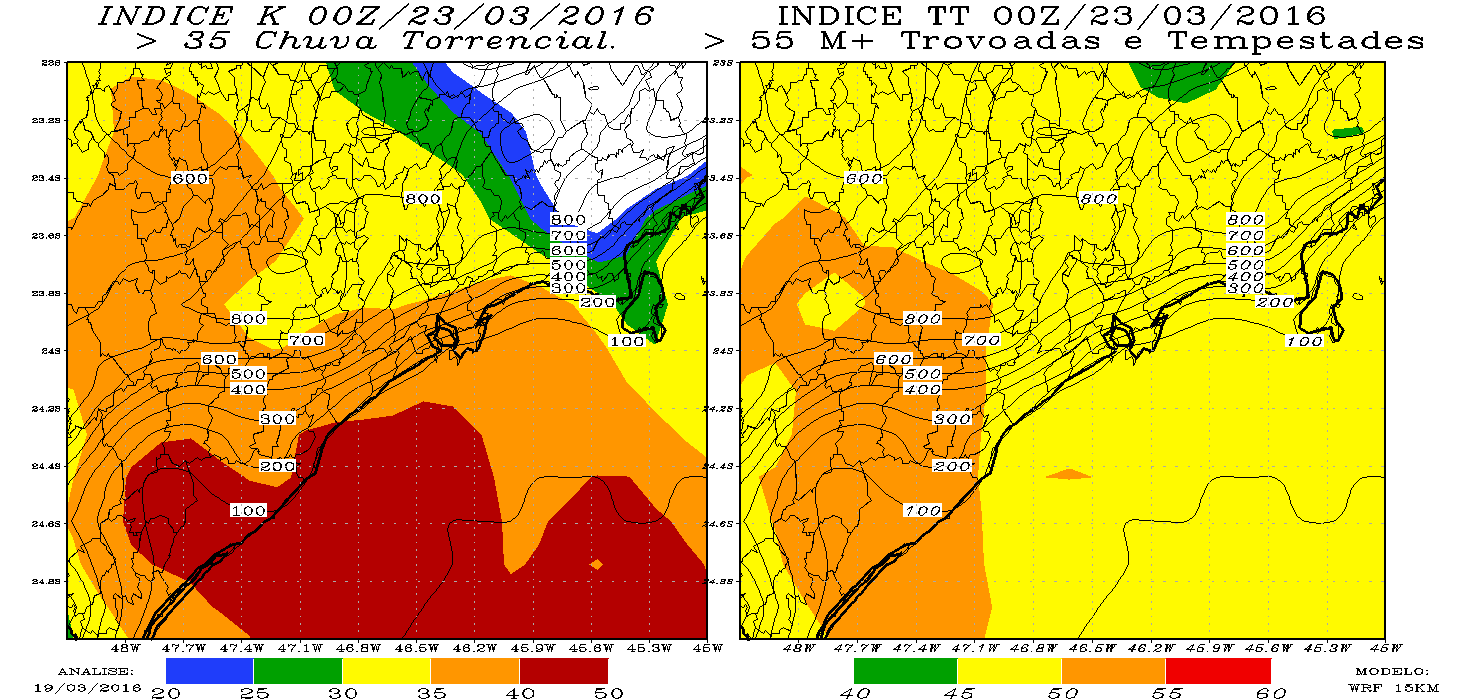 INDICE K 00Z/23/03/2016
> 35 Chuva Torrencial.
INDICE TT 00Z/23/03/2016
> 55 M+ Trovoadas e Tempestades
23S
23.2S
23.4S
23.6S
23.8S
24S
24.2S
24.4S
24.6S
24.8S
600
800
800
700
600
500
400
300
200
100
800
700
600
500
400
300
200
100
48W 47.7W 47.4W 47.1W 46.8W 46.5W 46.2W 45.9W 45.6W 45.3W 45W
23S
23.2S
23.4S
23.6S
23.8S
24S
24.2S
24.4S
24.6S
24.8S
600
800
800
700
600
500
400
300
200
100
800
700
600
500
400
300
200
100
48W 47.7W 47.4W 47.1W 46.8W 46.5W 46.2W 45.9W 45.6W 45.3W 45W
ANALISE:
19/03/2016
20 25 30 35 40 50
40 45 50 55 60
MODELO:
WRF 15KM